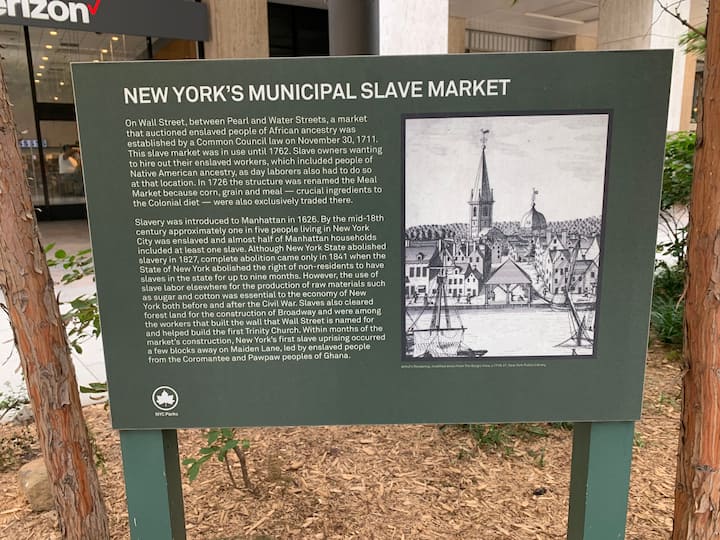 erizon
NEW YORK'S MUNICIPAL SLAVE MARKET
On Wall Street, between Pearl and Water Streets, a market
that auctioned enslaved people of African ancestry was
established by a Common Council law on November 30, 1711.
This slave market was in use until 1762. Slave owners wanting
to hire out their enslaved workers, which included people of
Native American ancestry, as day laborers also had to do so
at that location. In 1726 the structure was renamed the Meal
Market because corn, grain and meal — crucial ingredients to
the Colonial diet — were also exclusively traded there.
Slavery was introduced to Manhattan in 1626. By the mid-18th
century approximately one in five people living in New York
City was enslaved and almost half of Manhattan households
included at least one slave. Although New York State abolished
slavery in 1827, complete abolition came only in 1841 when the
State of New York abolished the right of non-residents to have
slaves in the state for up to nine months. However, the use of
slave labor elsewhere for the production of raw materials such
as sugar and cotton was essential to the economy of New
York both before and after the Civil War. Slaves also cleared
forest land for the construction of Broadway and were among
the workers that built the wall that Wall Street is named for
and helped build the first Trinity Church. Within months of the
market's construction, New York's first slave uprising occurred
a few blocks away on Maiden Lane, led by enslaved people
from the Coromantee and Pawpaw peoples of Ghana.
NYC Parks